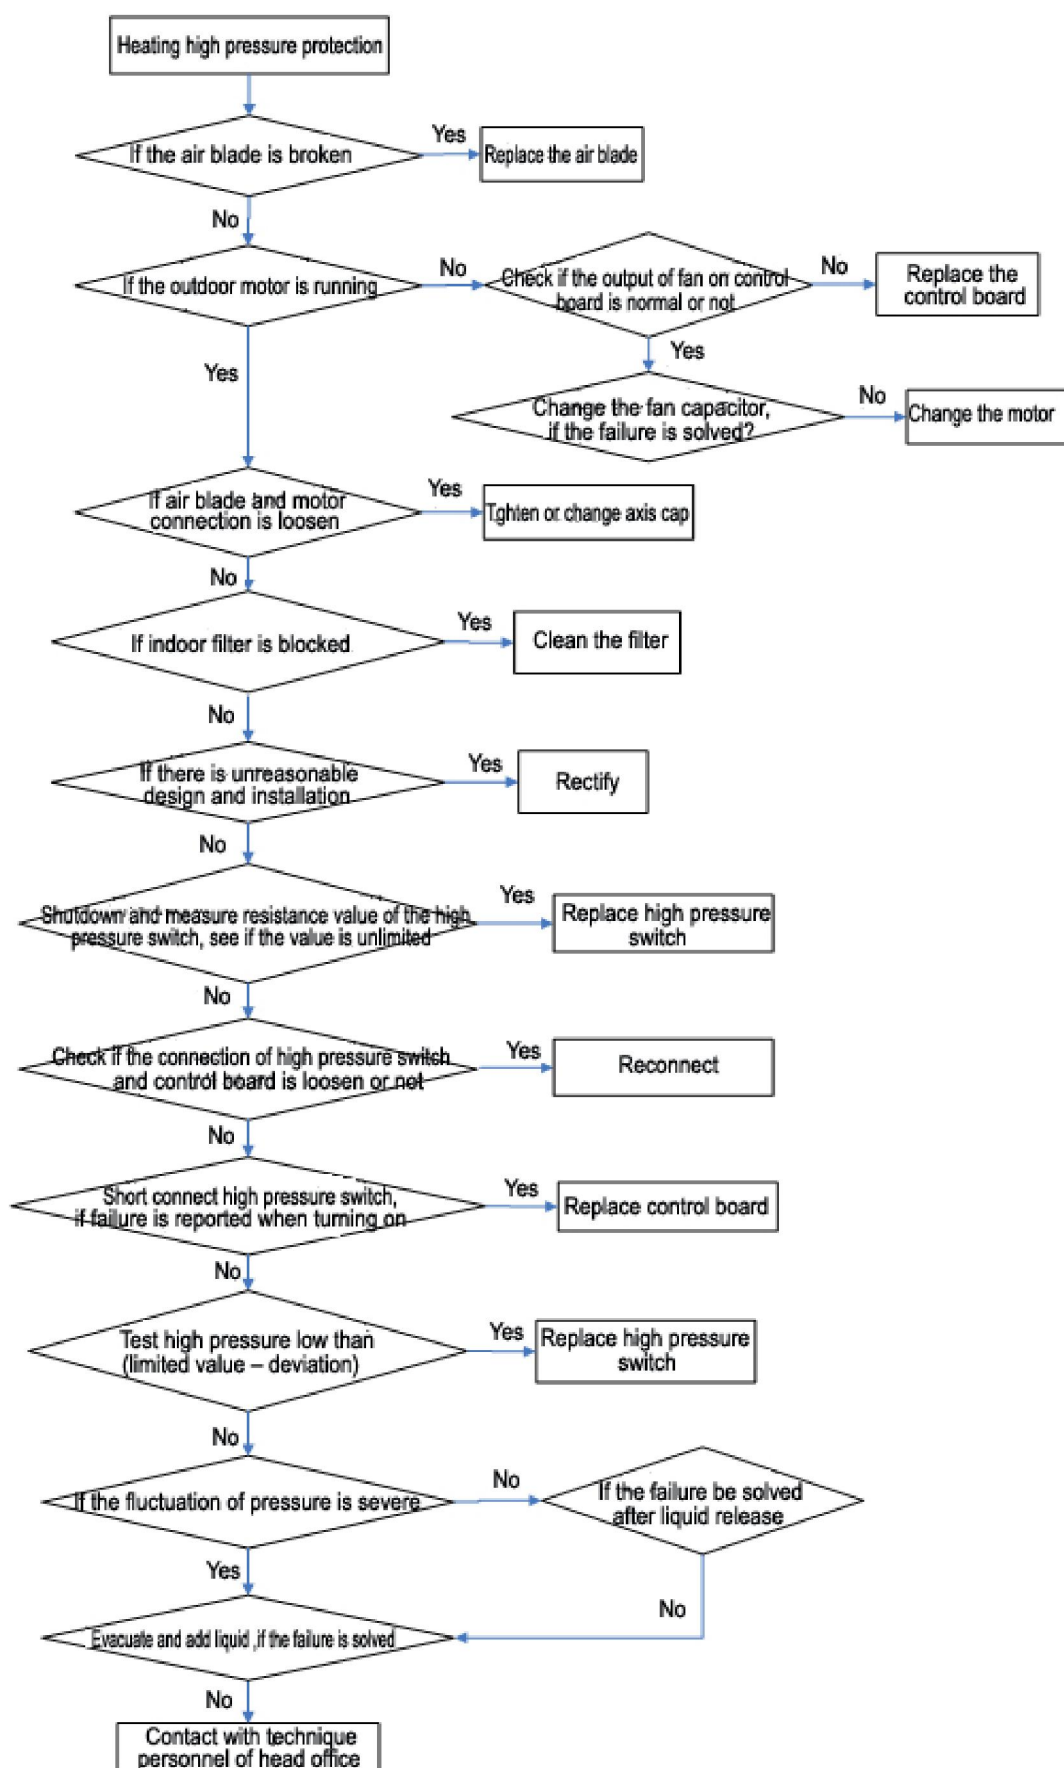 Heating high pressure protection
Yes
If the air blade is broken
Replace the air blade
No
If the outdoor motor is running
No
Check if the output of fan on control
board is normal or not
No
Replace the
control board
Yes
Yes
Change the fan capacitor,
if the failure is solved?
No
Change the motor
If air blade and motor
connection is loosen
Yes
Tghten or change axis cap
No
If indoor filter is blocked
Yes
Clean the filter
No
If there is unreasonable
design and installation
Yes
Rectify
No
Shutdown and measure resistance value of the high
pressure switch, see if the value is unlimited
Yes
Replace high pressure
switch
No
Check if the connection of high pressure switch
and control board is loosen or not
Yes
Reconnect
No
Short connect high pressure switch,
if failure is reported when turning on
Yes
Replace control board
No
Test high pressure low than
(limited value – deviation)
Yes
Replace high pressure
switch
No
If the fluctuation of pressure is severe
No
If the failure be solved
after liquid release
Yes
No
Evacuate and add liquid ,if the failure is solved
No
Contact with technique
personnel of head office